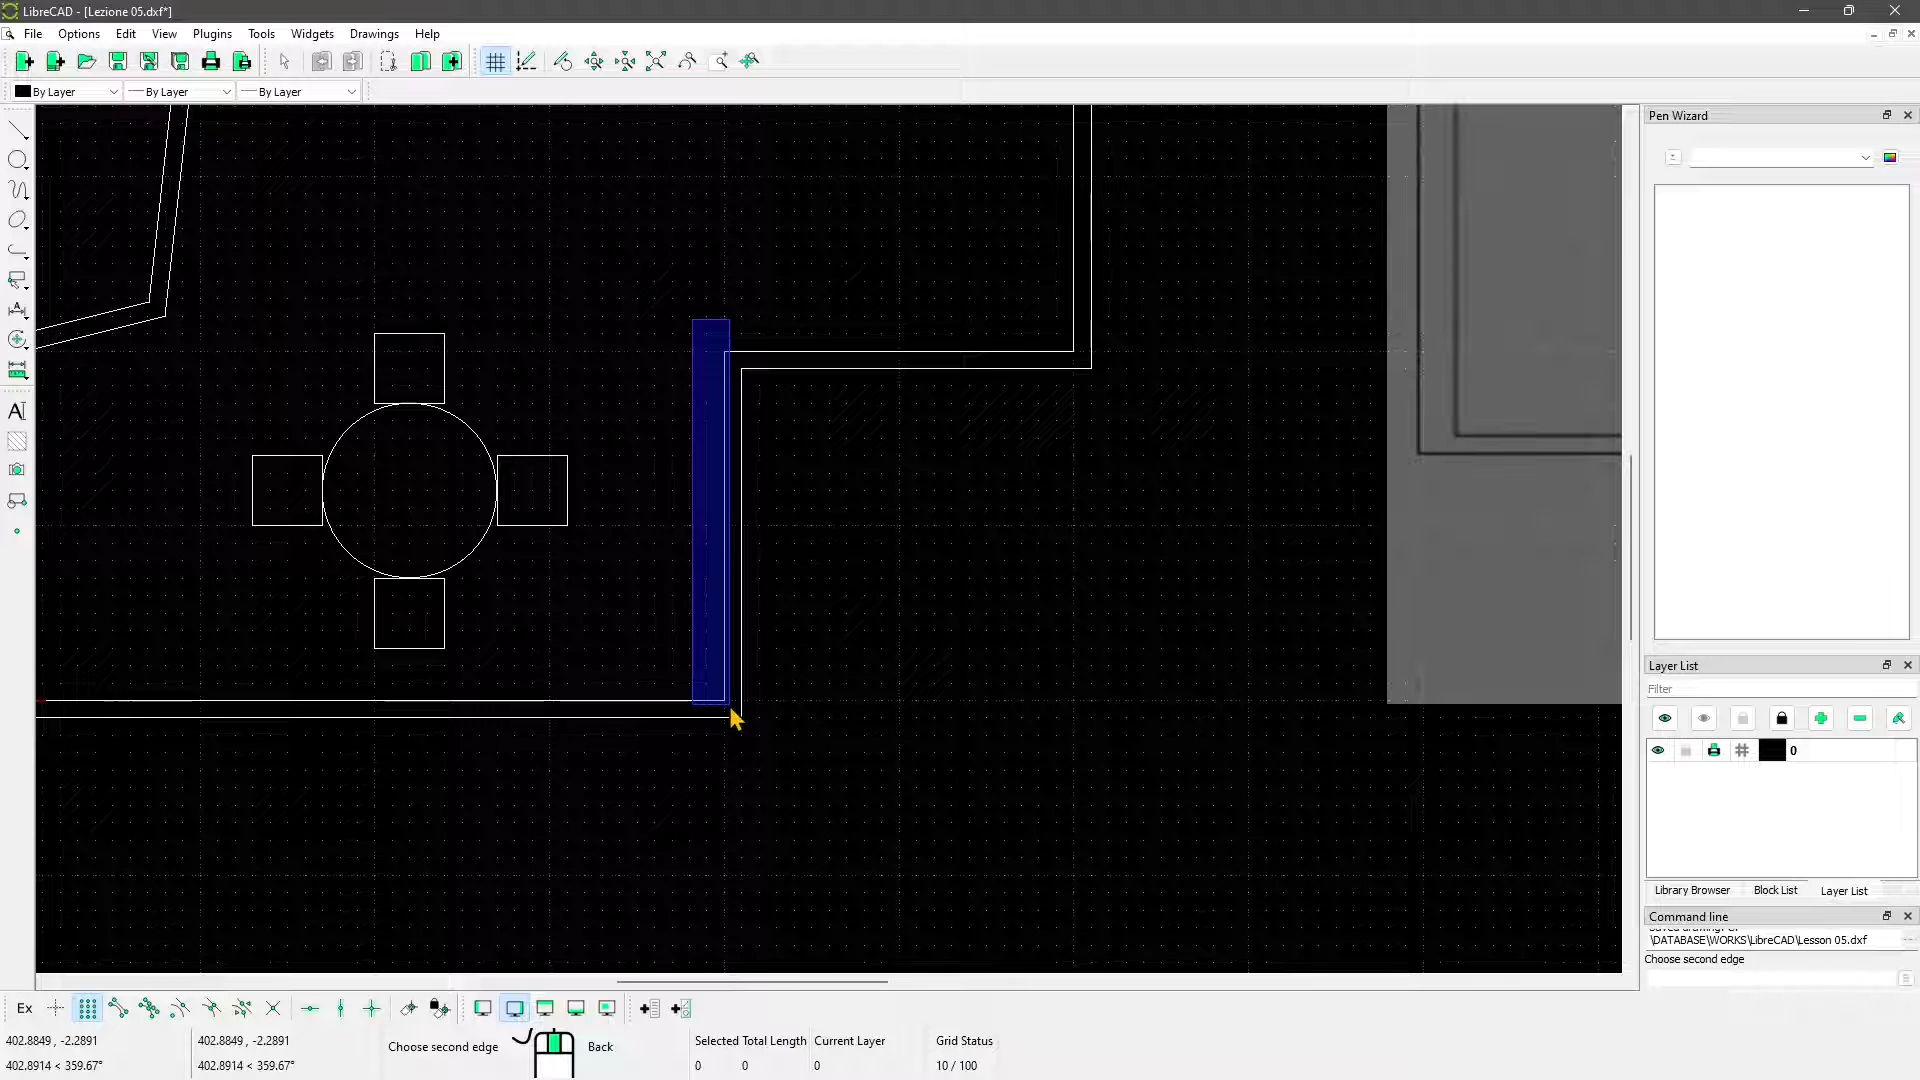 LibreCAD - [Lezione 05.dxf*]
File Options Edit View Plugins Tools Widgets Drawings Help
By Layer By Layer By Layer
Pen Wizard
Layer List
Filter
0
Library Browser Block List Layer List
Command line
\DATABASE\WORKS\LibreCAD\Lesson 05.dxf
Choose second edge
Ex
402.8849 , -2.2891 402.8849 , -2.2891 Choose second edge Back Selected Total Length Current Layer Grid Status
402.8914 < 359.67° 402.8914 < 359.67° 0 0 0 10 / 100